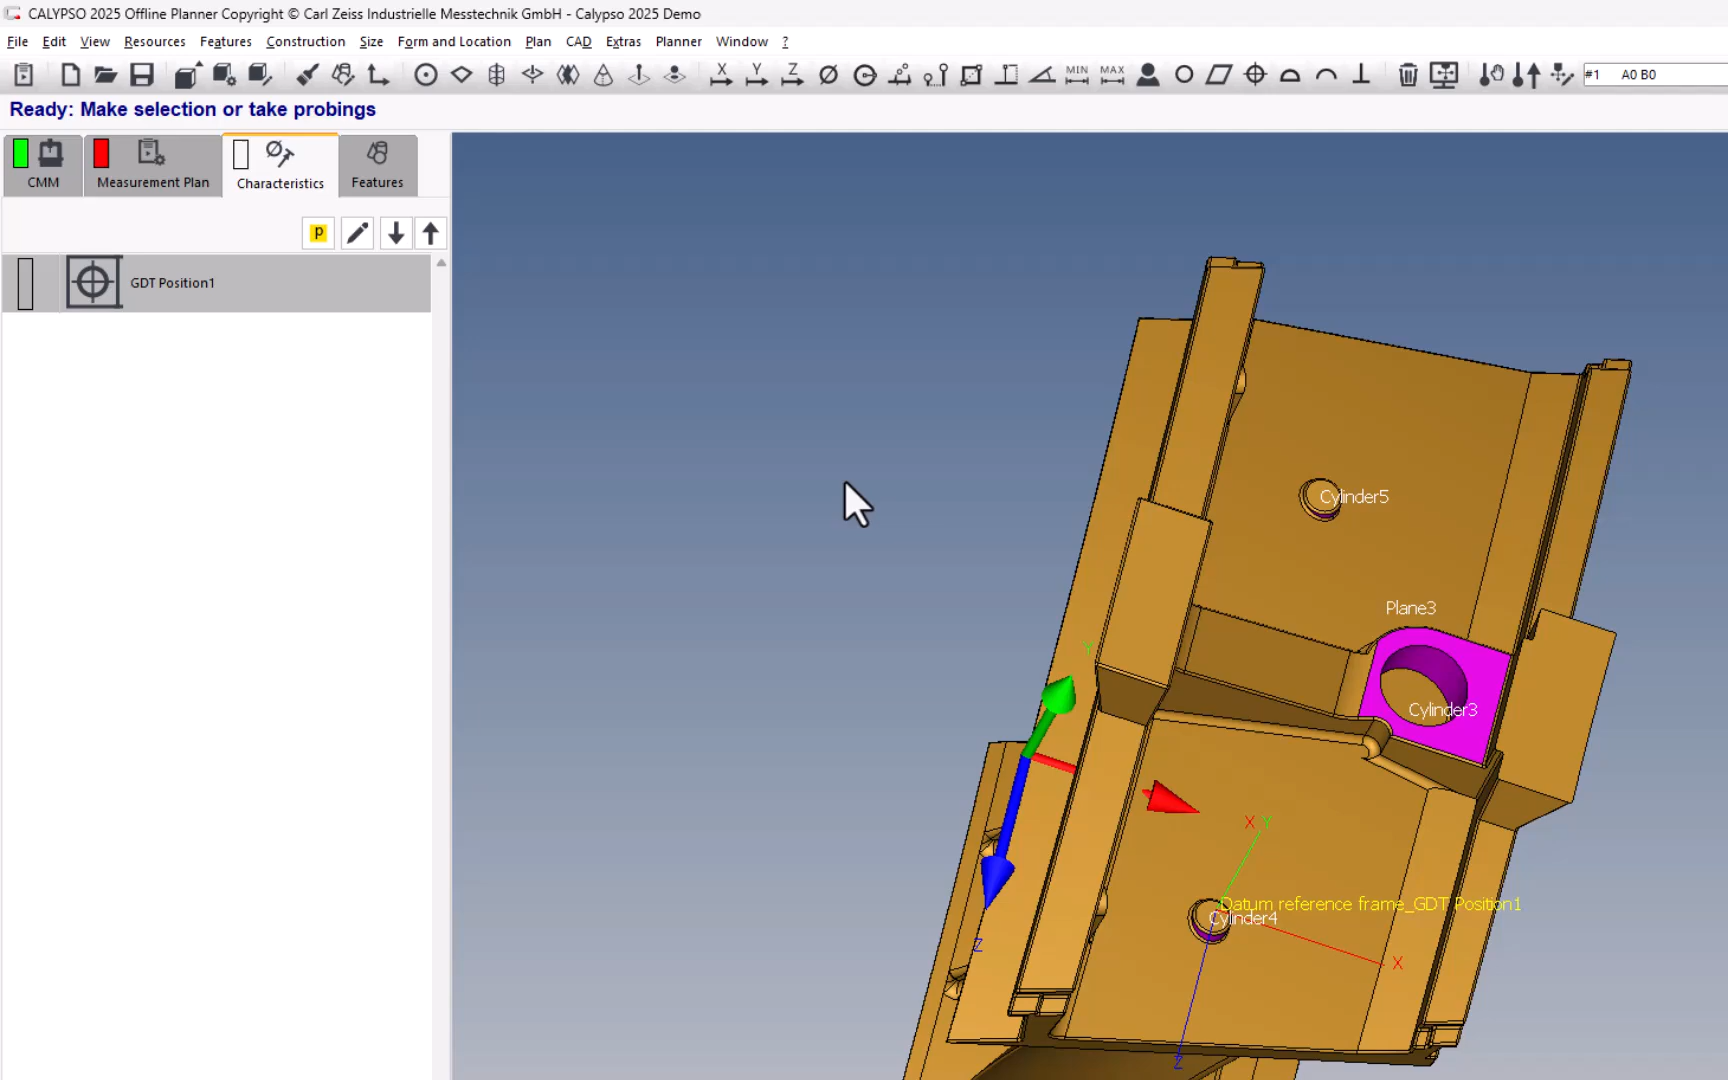 CALYPSO 2025 Offline Planner Copyright © Carl Zeiss Industrielle Messtechnik GmbH - Calypso 2025 Demo
File Edit View Resources Features Construction Size Form and Location Plan CAD Extras Planner Window ?
X Y Z MIN MAX #1 A0 B0
Ready: Make selection or take probings
CMM Measurement Plan Characteristics Features
P
GDT Position1
Cylinder5
Plane3
Y
Cylinder3
X Y
Datum reference frame_GDT Position1
Cylinder4
Z
X
Z